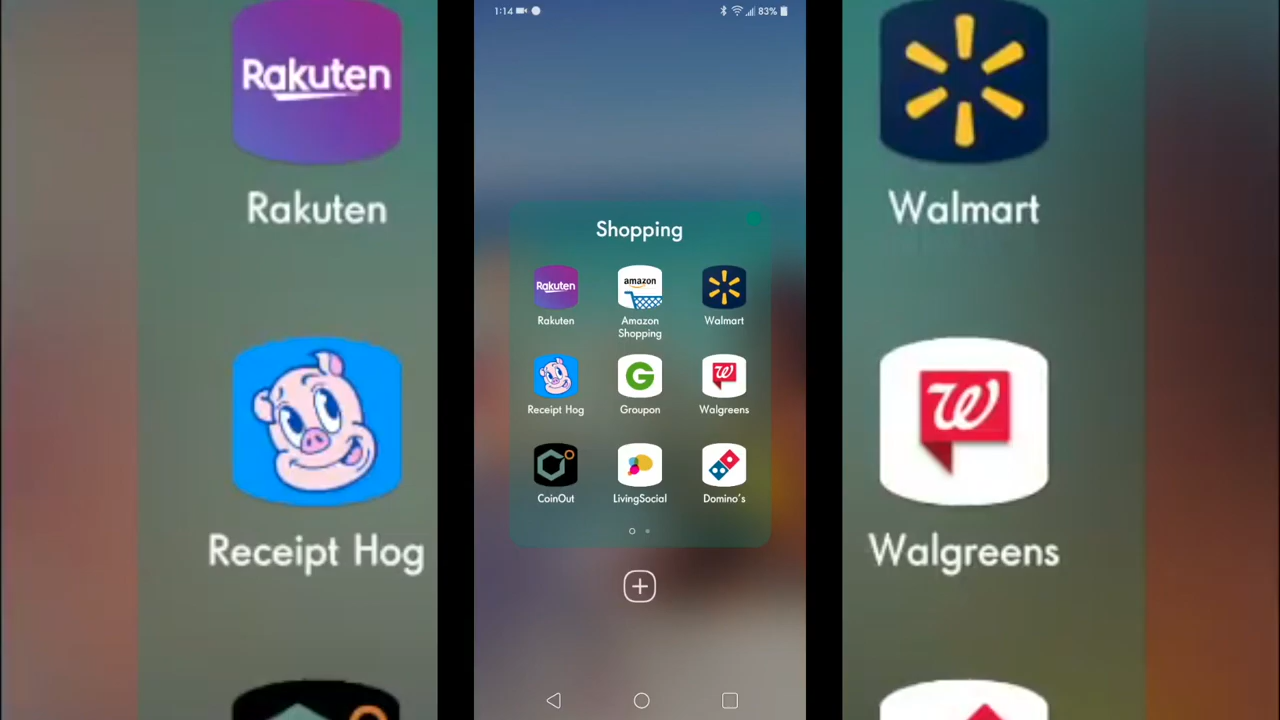 Rakuten
Rakuten
Receipt Hog
1:14
83%
Shopping
Rakuten
amazon
Rakuten
Amazon
Shopping
Walmart
W
G
Receipt Hog
Groupon
Walgreens
CoinOut
LivingSocial
Domino's
Walmart
W
Walgreens